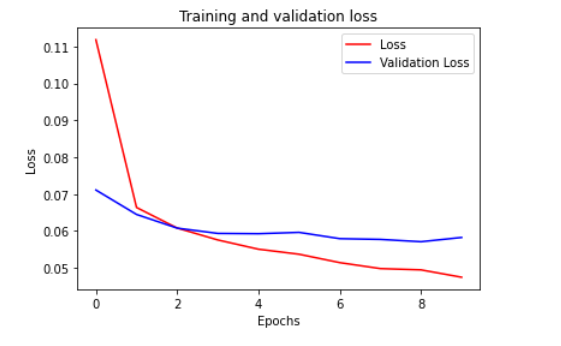 Training and validation loss
Loss
Validation Loss
0.11
0.10
0.09
0.08
0.07
0.06
0.05
Loss
0 2 4 6 8
Epochs